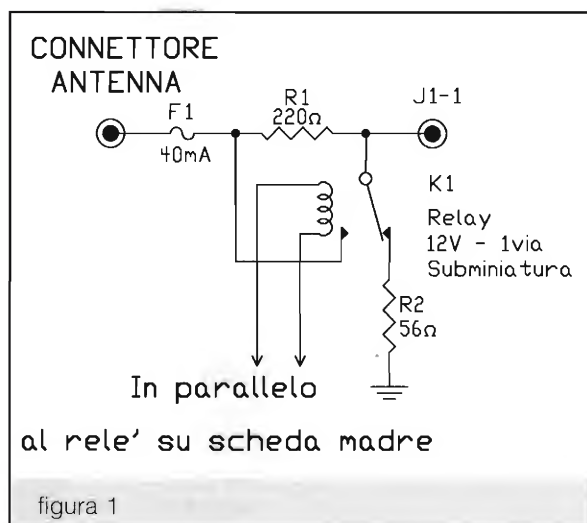 CONNETTORE
ANTENNA
F1
40mA
R1
220Ω
J1-1
K1
Relay
12V - 1via
Subminiatura
R2
56Ω
In parallelo
al rele' su scheda madre
figura 1